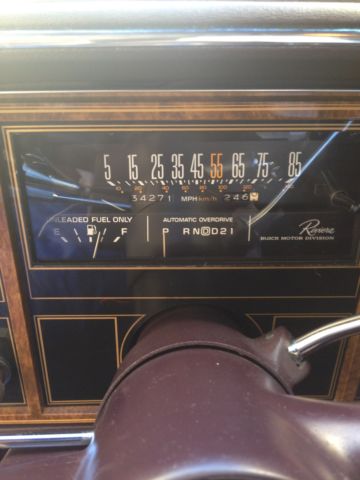 5 15 25 35 45 55 65 75 85
34271 MPH km/h 246
UNLEADED FUEL ONLY
E F
AUTOMATIC OVERDRIVE
P R N D 2 1
Riviera
BUICK MOTOR DIVISION